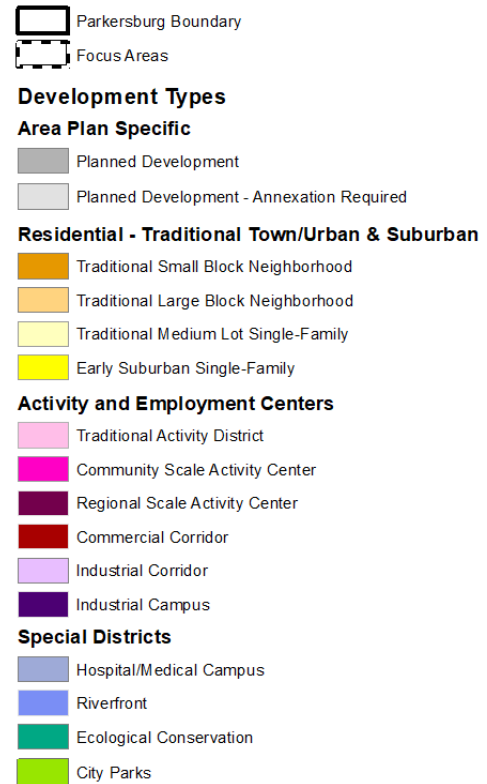 Parkersburg Boundary
Focus Areas
Development Types
Area Plan Specific
Planned Development
Planned Development - Annexation Required
Residential - Traditional Town/Urban & Suburban
Traditional Small Block Neighborhood
Traditional Large Block Neighborhood
Traditional Medium Lot Single-Family
Early Suburban Single-Family
Activity and Employment Centers
Traditional Activity District
Community Scale Activity Center
Regional Scale Activity Center
Commercial Corridor
Industrial Corridor
Industrial Campus
Special Districts
Hospital/Medical Campus
Riverfront
Ecological Conservation
City Parks